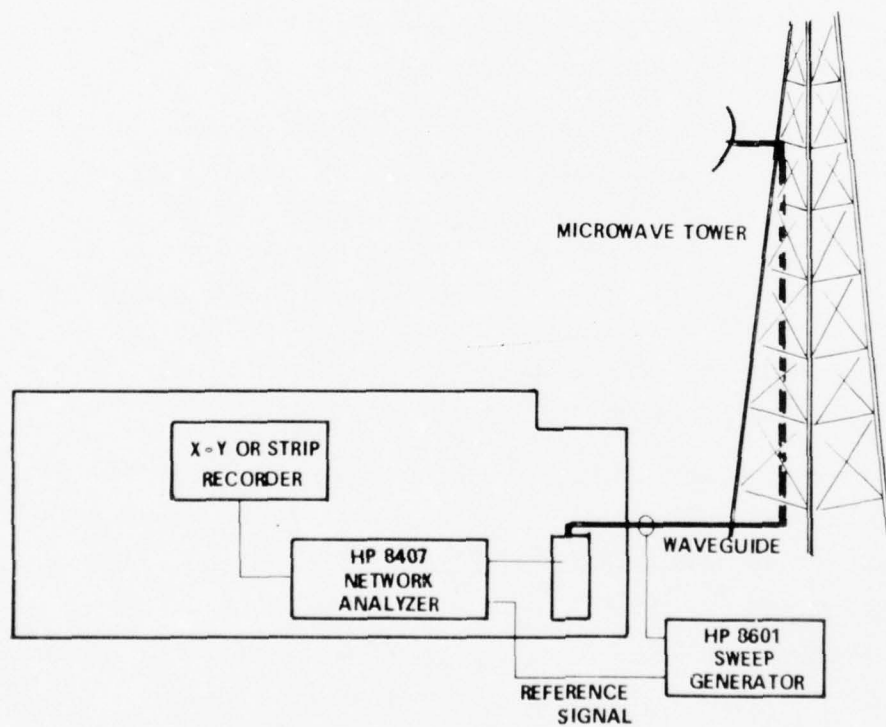 MICROWAVE TOWER
X-Y OR STRIP
RECORDER
HP 8407
NETWORK
ANALYZER
WAVEGUIDE
HP 8601
SWEEP
GENERATOR
REFERENCE
SIGNAL